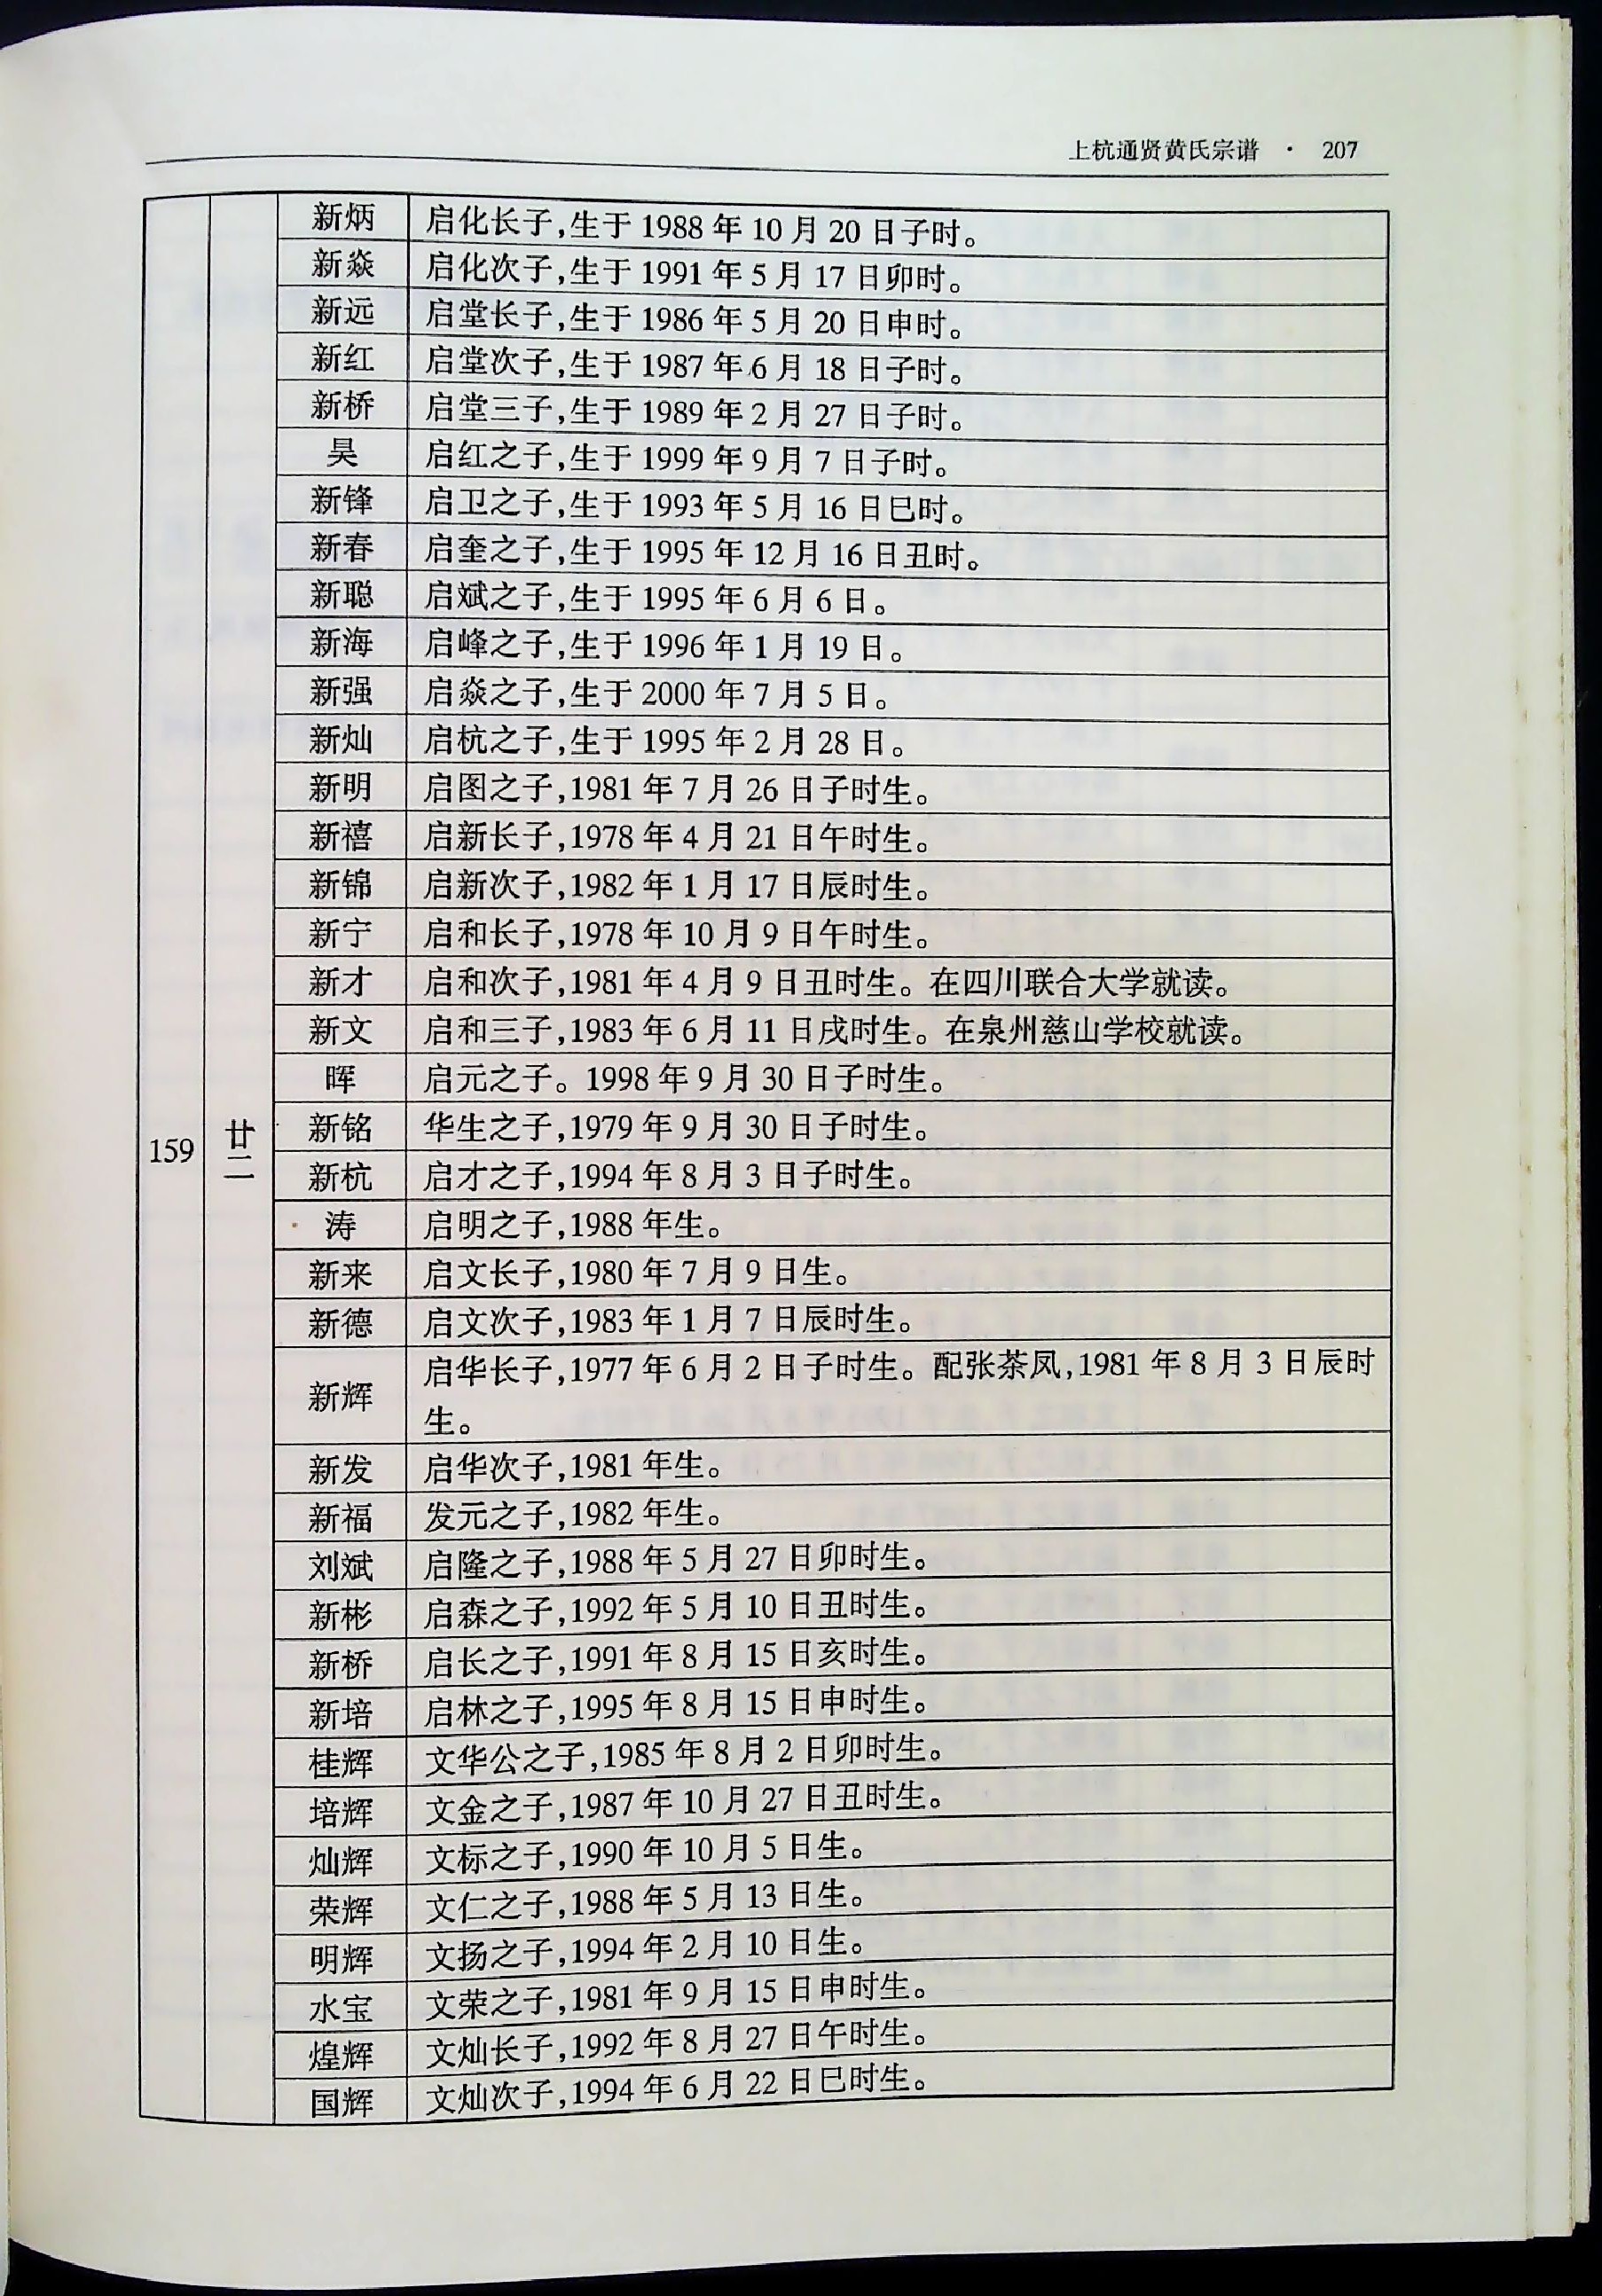 上杭通贤黄氏宗谱 · 207
159
廿二
新炳 启化长子,生于 1988 年 10 月 20 日子时。
新焱 启化次子,生于 1991 年 5 月 17 日卯时。
新远 启堂长子,生于 1986 年 5 月 20 日申时。
新红 启堂次子,生于 1987 年 6 月 18 日子时。
新桥 启堂三子,生于 1989 年 2 月 27 日子时。
昊 启红之子,生于 1999 年 9 月 7 日子时。
新锋 启卫之子,生于 1993 年 5 月 16 日巳时。
新春 启奎之子,生于 1995 年 12 月 16 日丑时。
新聪 启斌之子,生于 1995 年 6 月 6 日。
新海 启峰之子,生于 1996 年 1 月 19 日。
新强 启焱之子,生于 2000 年 7 月 5 日。
新灿 启杭之子,生于 1995 年 2 月 28 日。
新明 启图之子,1981 年 7 月 26 日子时生。
新禧 启新长子,1978 年 4 月 21 日午时生。
新锦 启新次子,1982 年 1 月 17 日辰时生。
新宁 启和长子,1978 年 10 月 9 日午时生。
新才 启和次子,1981 年 4 月 9 日丑时生。在四川联合大学就读。
新文 启和三子,1983 年 6 月 11 日戌时生。在泉州慈山学校就读。
晖 启元之子。1998 年 9 月 30 日子时生。
新铭 华生之子,1979 年 9 月 30 日子时生。
新杭 启才之子,1994 年 8 月 3 日子时生。
涛 启明之子,1988 年生。
新来 启文长子,1980 年 7 月 9 日生。
新德 启文次子,1983 年 1 月 7 日辰时生。
新辉 启华长子,1977 年 6 月 2 日子时生。配张茶凤,1981 年 8 月 3 日辰时
生。
新发 启华次子,1981 年生。
新福 发元之子,1982 年生。
刘斌 启隆之子,1988 年 5 月 27 日卯时生。
新彬 启森之子,1992 年 5 月 10 日丑时生。
新桥 启长之子,1991 年 8 月 15 日亥时生。
新培 启林之子,1995 年 8 月 15 日申时生。
桂辉 文华公之子,1985 年 8 月 2 日卯时生。
培辉 文金之子,1987 年 10 月 27 日丑时生。
灿辉 文标之子,1990 年 10 月 5 日生。
荣辉 文仁之子,1988 年 5 月 13 日生。
明辉 文扬之子,1994 年 2 月 10 日生。
水宝 文荣之子,1981 年 9 月 15 日申时生。
煌辉 文灿长子,1992 年 8 月 27 日午时生。
国辉 文灿次子,1994 年 6 月 22 日巳时生。